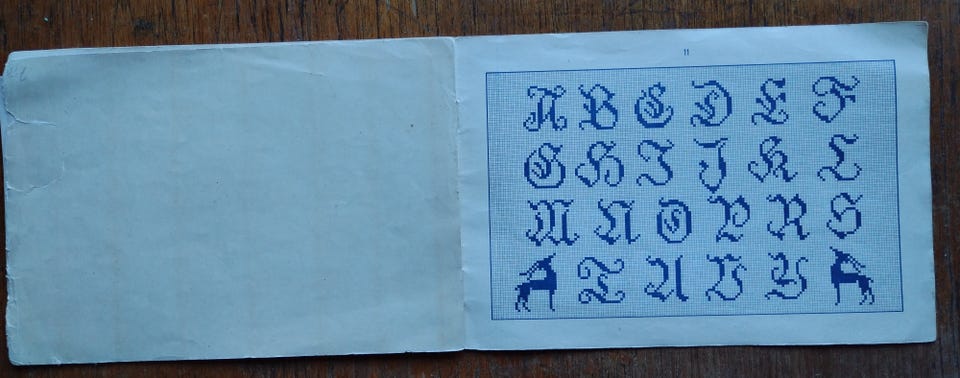 11
A B C D E F
G H I J K L
M N O P R S
T U V Y